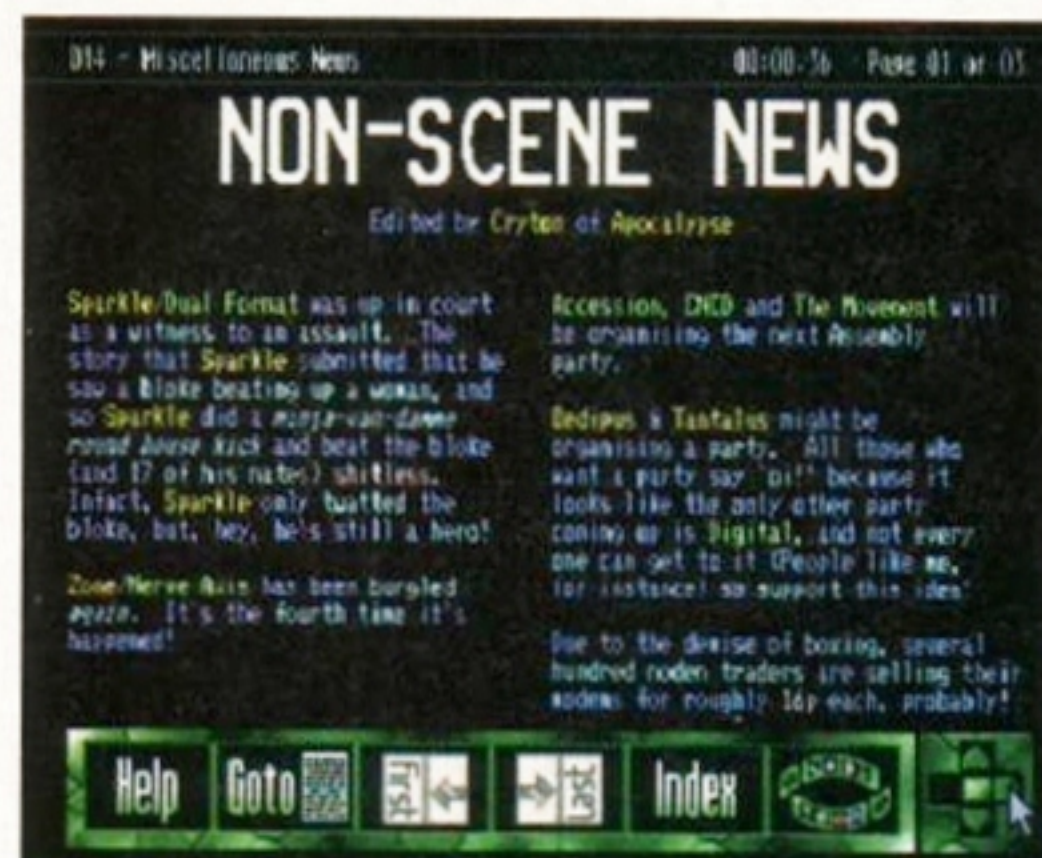 D14 - Miscellaneous News
00:00:36 Page 01 of 03
NON-SCENE NEWS
Edited by Cryton of Apocalypse
Sparkle/Dual Format was up in court
as a witness to an assault. The
story that Sparkle submitted that he
saw a bloke beating up a woman, and
so Sparkle did a ninja-van-damme
round house kick and beat the bloke
(and 17 of his mates) shitless.
Infact, Sparkle only twatted the
bloke, but, hey, he's still a hero!
Zone/Nerve Axis has been burgled
again. It's the fourth time it's
happened!
Accession, CNCD and The Movement will
be organising the next Assembly
party.
Oedipus & Tantalus might be
organising a party. All those who
want a party say "oi!" because it
looks like the only other party
coming up is Digital, and not every
one can get to it (People like me,
for instance) so support this idea!
Due to the demise of boxing, several
hundred modem traders are selling their
modems for roughly 16p each, probably!
Help
Goto
first
last
Index